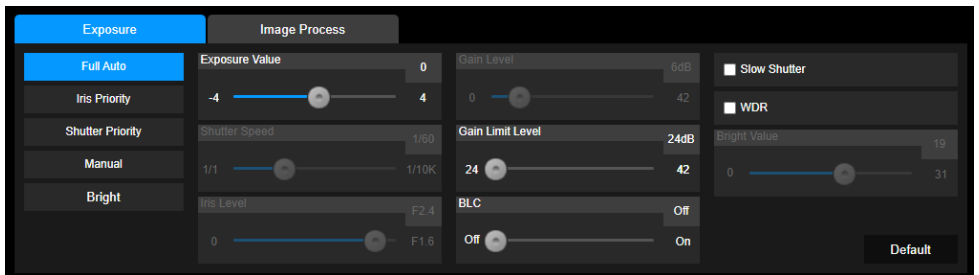 Exposure Image Process
Full Auto
Iris Priority
Shutter Priority
Manual
Bright
Exposure Value 0
-4 4
Shutter Speed 1/60
1/1 1/10K
Iris Level F2.4
0 F1.6
Gain Level 6dB
0 42
Gain Limit Level 24dB
24 42
BLC Off
Off On
Slow Shutter
WDR
Bright Value 19
0 31
Default